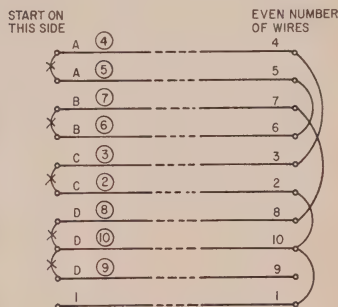 START ON
THIS SIDE
EVEN NUMBER
OF WIRES
A 4 4
A 5 5
B 7 7
B 6 6
C 3 3
C 2 2
D 8 8
D 10 10
D 9 9
1 1